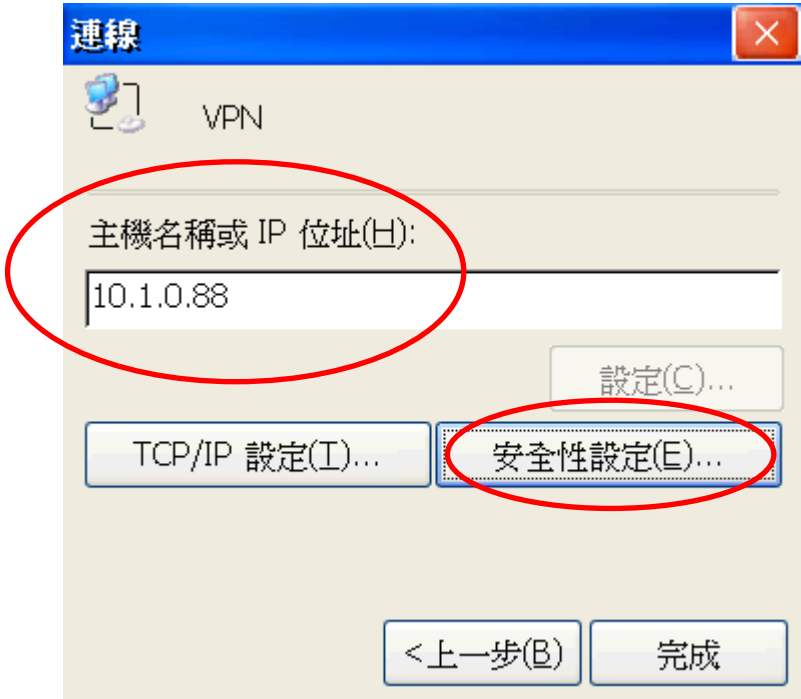 連線
VPN
主機名稱或 IP 位址(H):
10.1.0.88
設定(C)...
TCP/IP 設定(T)...
安全性設定(E)...
<上一步(B)
完成